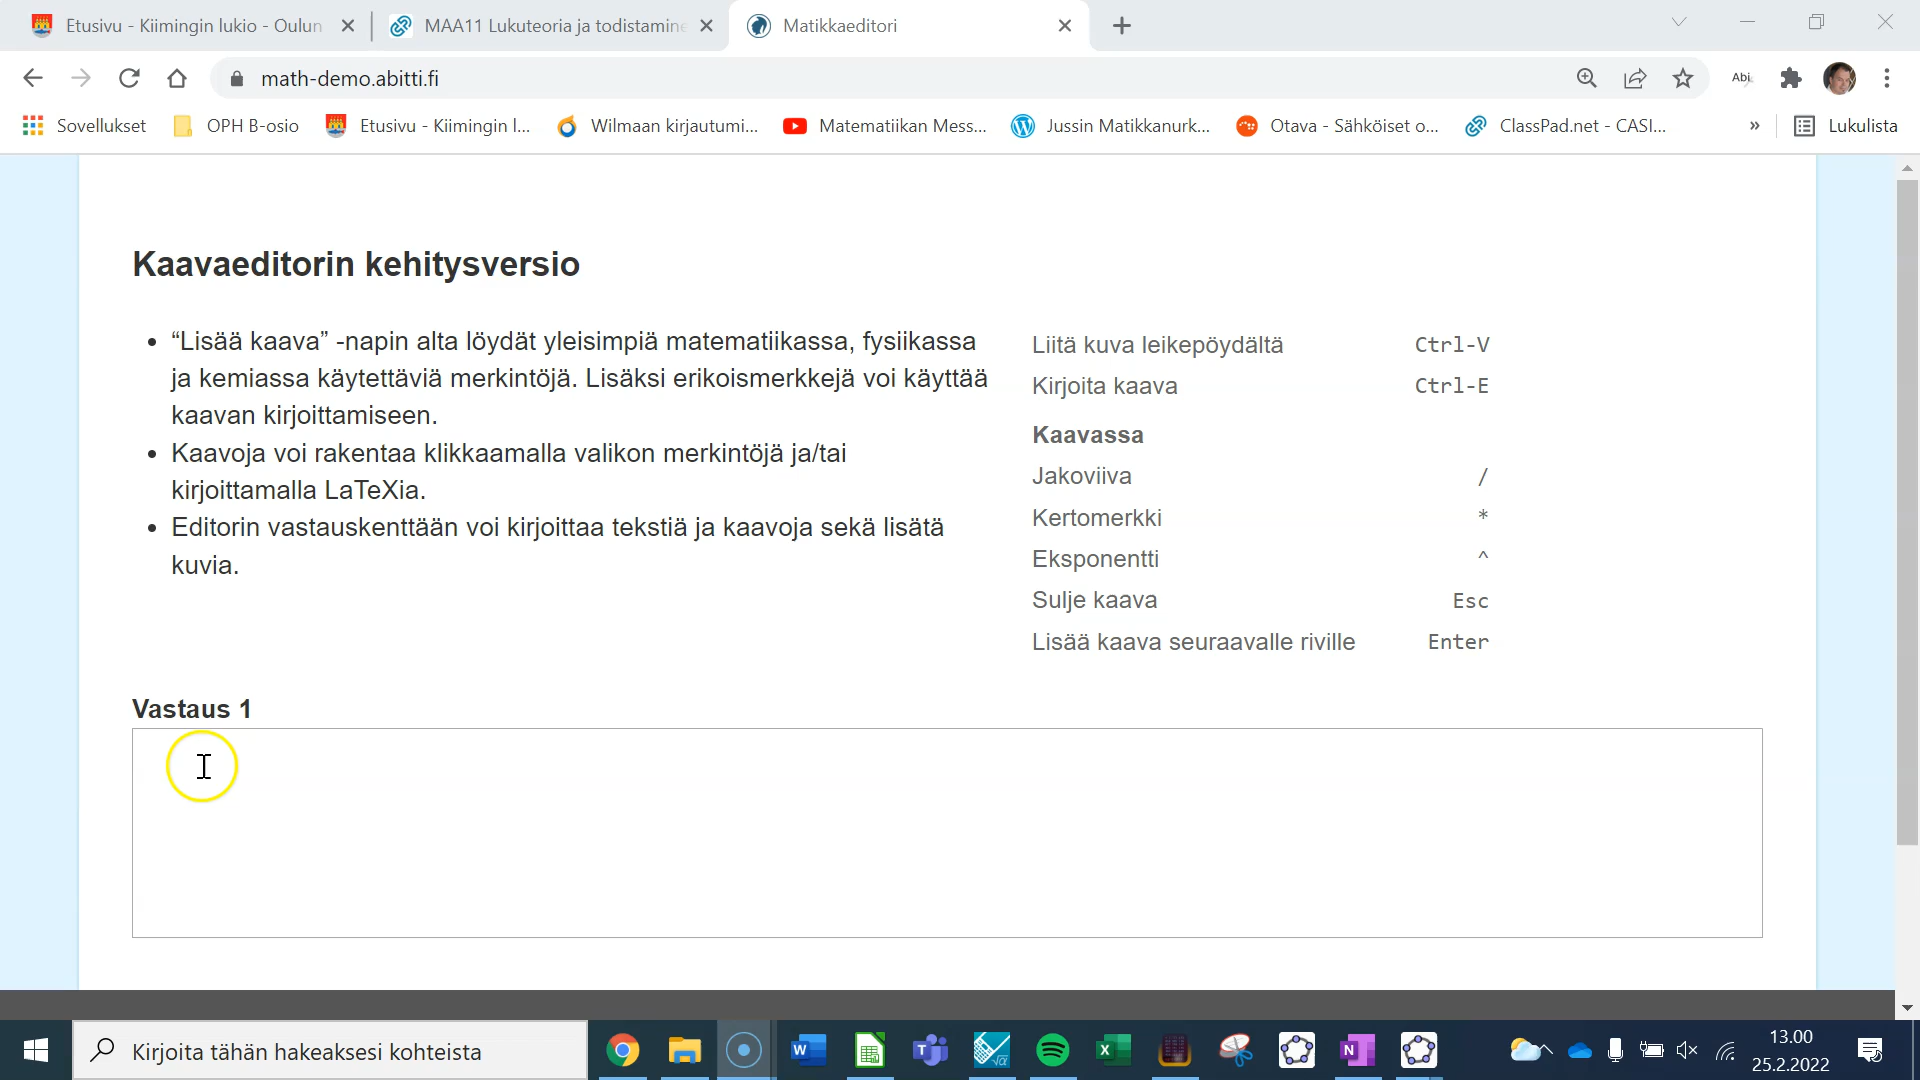 Etusivu - Kiimingin lukio - Oulun
MAA11 Lukuteoria ja todistamine
Matikkaeditori
math-demo.abitti.fi
Abi
Sovellukset
OPH B-osio
Etusivu - Kiimingin l...
Wilmaan kirjautumi...
Matematiikan Mess...
Jussin Matikkanurk...
Otava - Sähköiset o...
ClassPad.net - CASI...
»
Lukulista
Kaavaeditorin kehitysversio
• “Lisää kaava” -napin alta löydät yleisimpiä matematiikassa, fysiikassa
ja kemiassa käytettäviä merkintöjä. Lisäksi erikoismerkkejä voi käyttää
kaavan kirjoittamiseen.
• Kaavoja voi rakentaa klikkaamalla valikon merkintöjä ja/tai
kirjoittamalla LaTeXia.
• Editorin vastauskenttään voi kirjoittaa tekstiä ja kaavoja sekä lisätä
kuvia.
Liitä kuva leikepöydältä Ctrl-V
Kirjoita kaava Ctrl-E
Kaavassa
Jakoviiva /
Kertomerkki *
Eksponentti ^
Sulje kaava Esc
Lisää kaava seuraavalle riville Enter
Vastaus 1
Kirjoita tähän hakeaksesi kohteista
13.00
25.2.2022